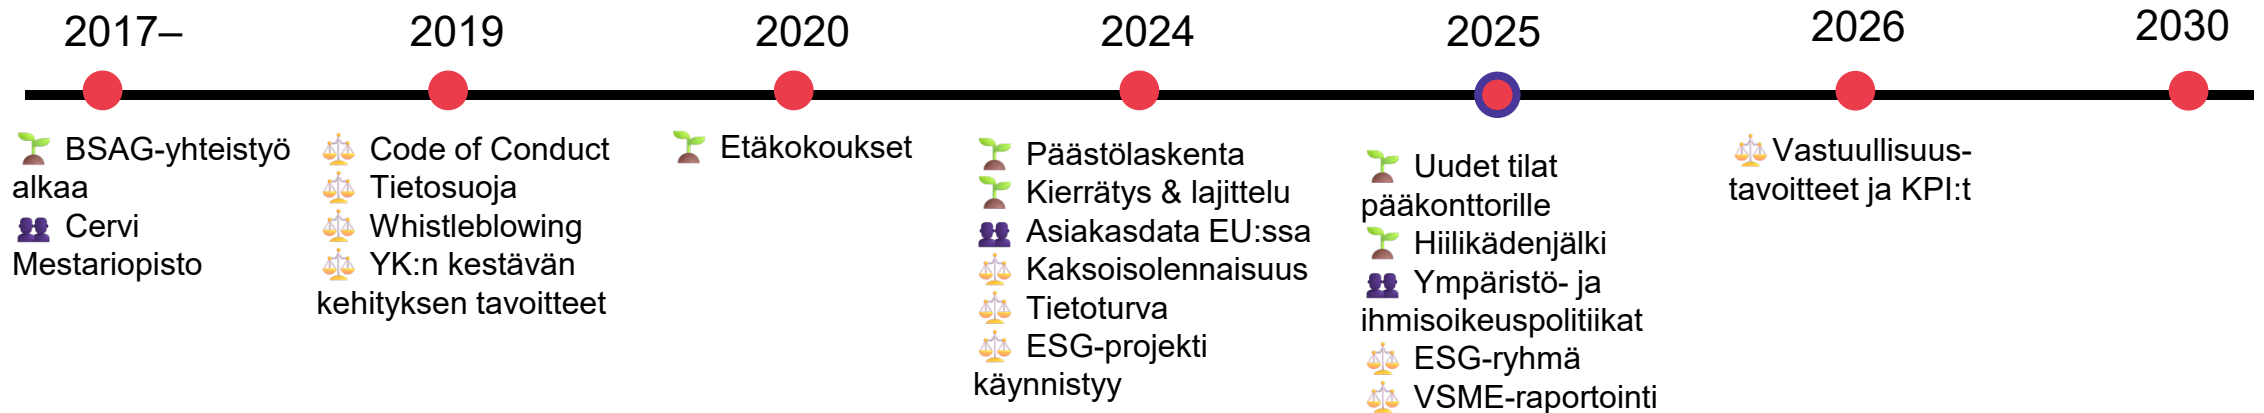 2017–
BSAG-yhteistyö
alkaa
Cervi
Mestariopisto
2019
Code of Conduct
Tietosuoja
Whistleblowing
YK:n kestävän
kehityksen tavoitteet
2020
Etäkokoukset
2024
Päästölaskenta
Kierrätys & lajittelu
Asiakasdata EU:ssa
Kaksoisolennaisuus
Tietoturva
ESG-projekti
käynnistyy
2025
Uudet tilat
pääkonttorille
Hiilikädenjälki
Ympäristö- ja
ihmisoikeuspolitiikat
ESG-ryhmä
VSME-raportointi
2026
Vastuullisuus-
tavoitteet ja KPI:t
2030